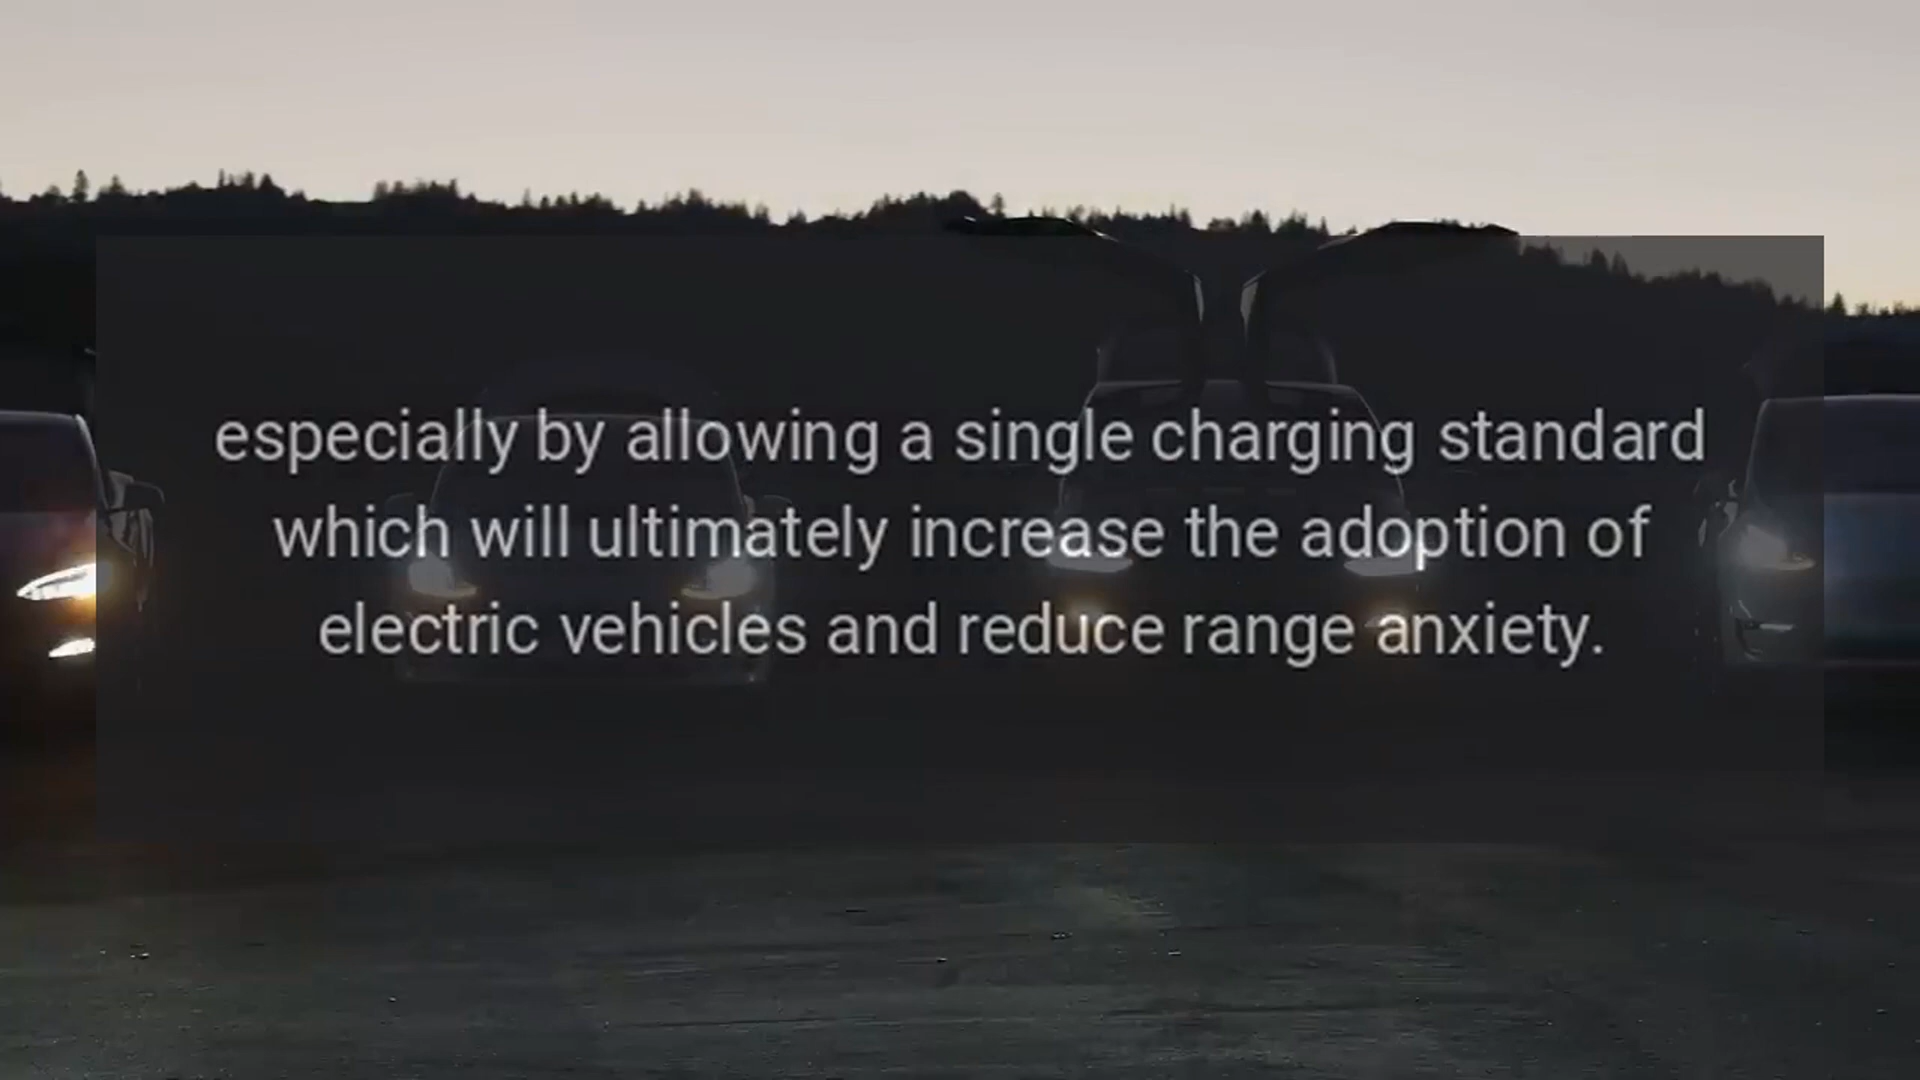 especially by allowing a single charging standard
which will ultimately increase the adoption of
electric vehicles and reduce range anxiety.